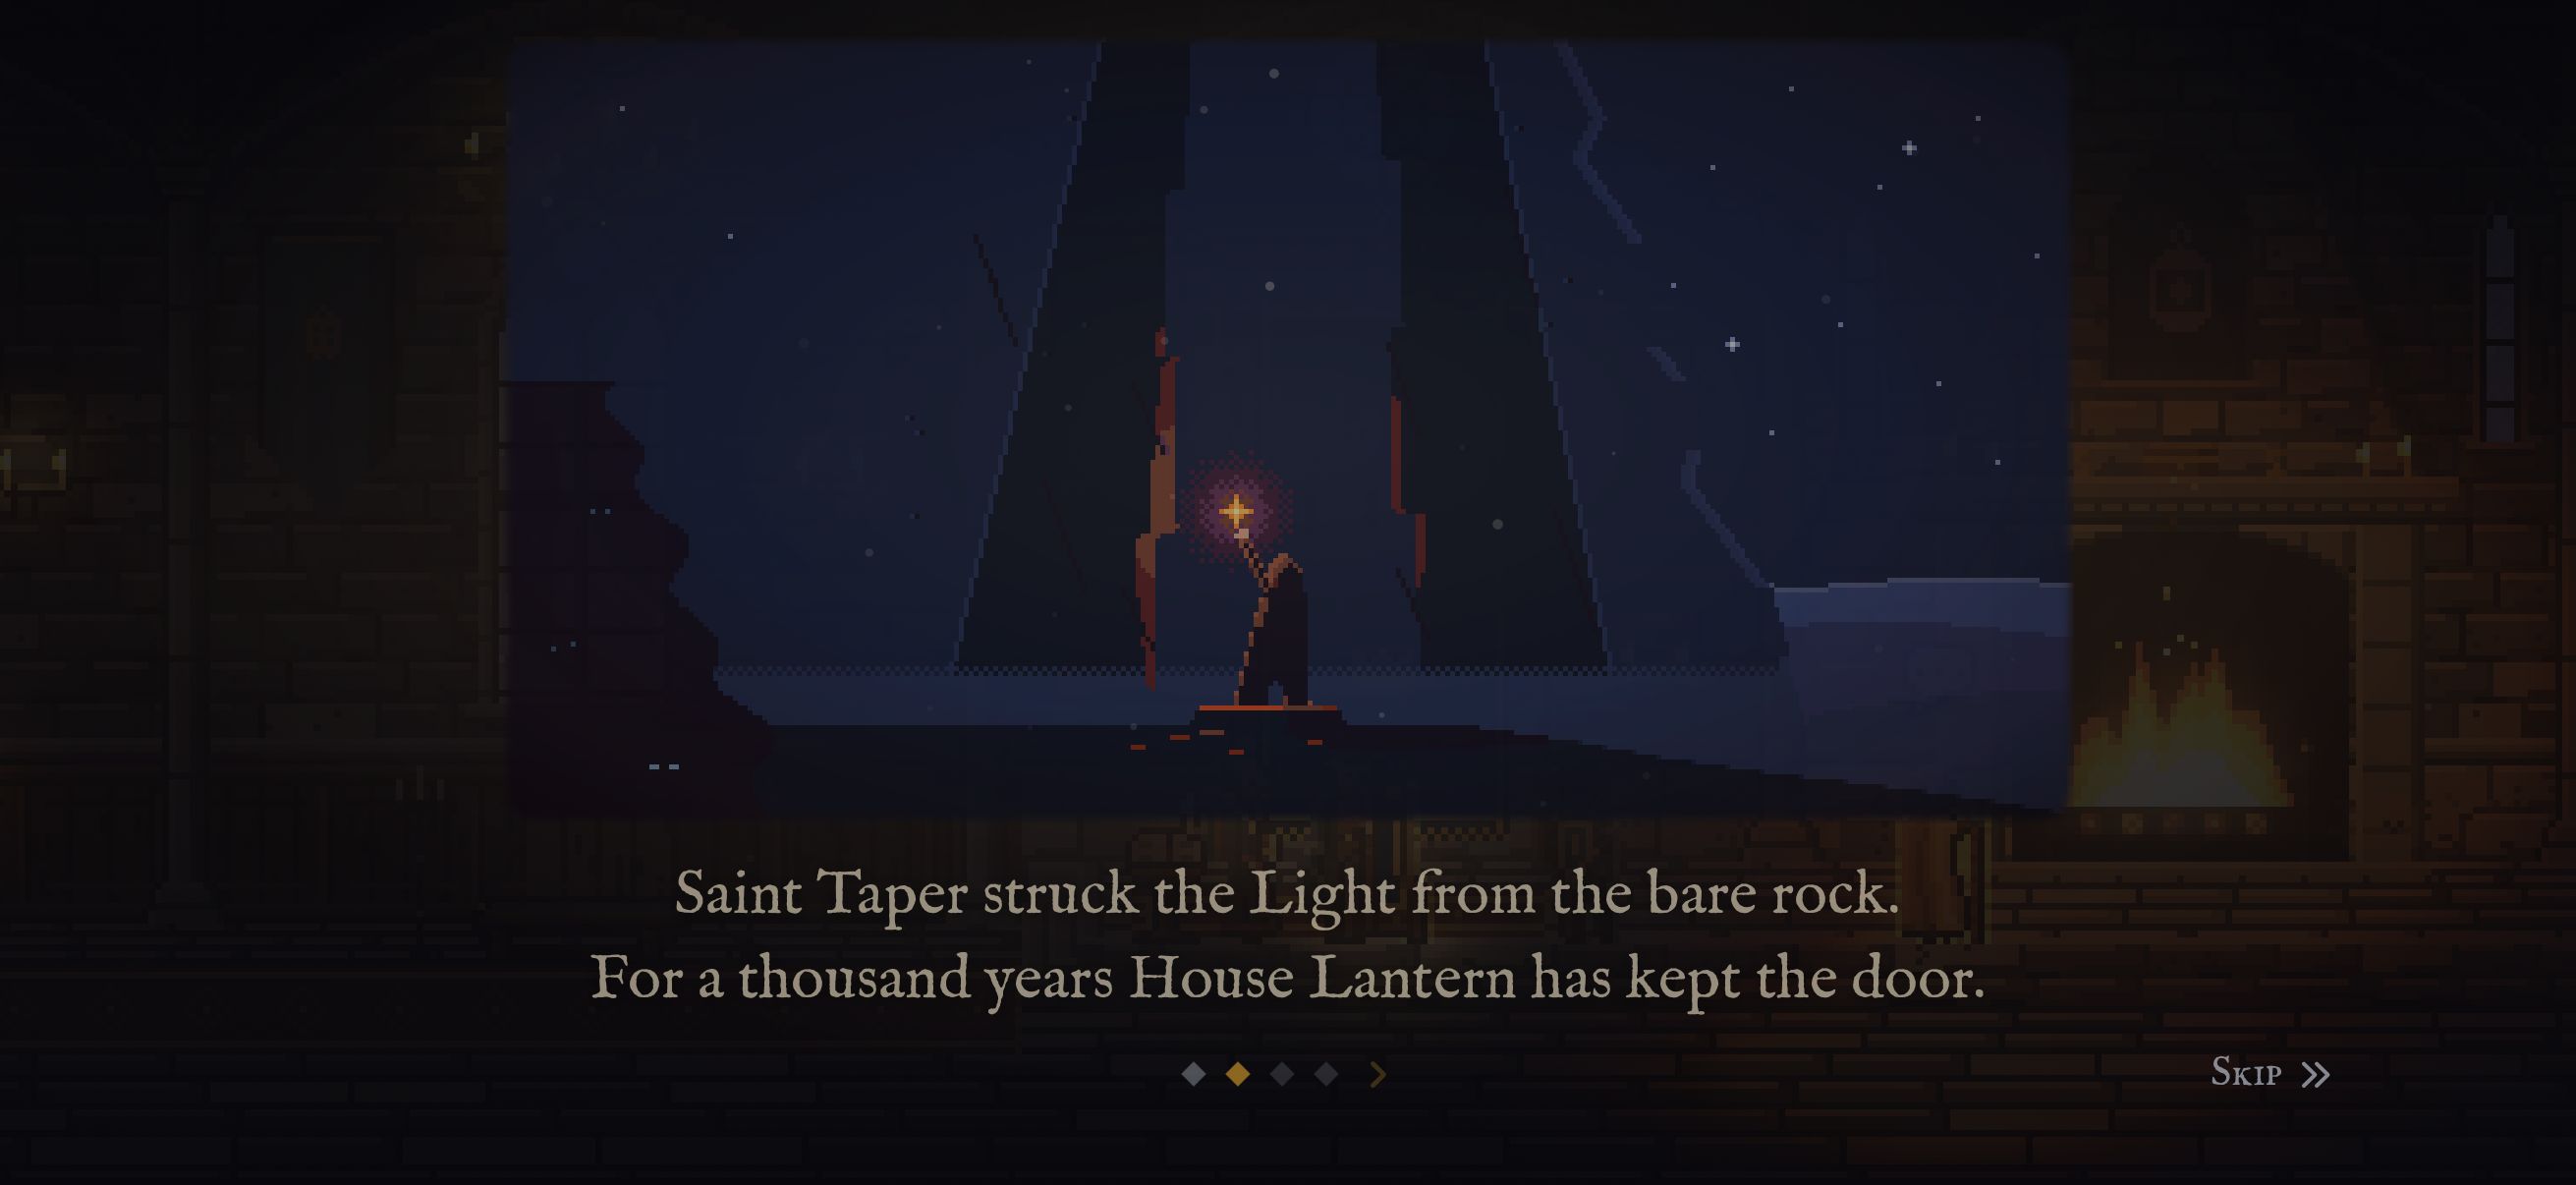 Saint Taper struck the Light from the bare rock.
For a thousand years House Lantern has kept the door.
Skip